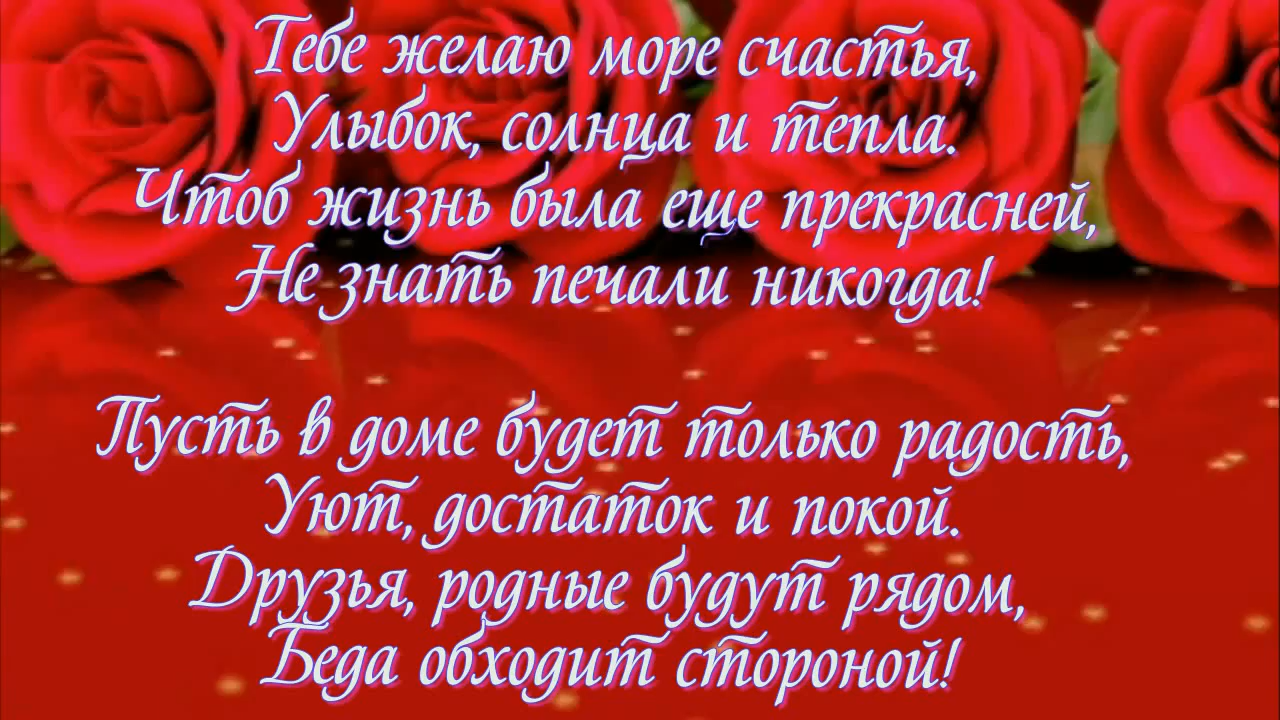 Тебе желаю море счастья,
Улыбок, солнца и тепла.
Чтоб жизнь была еще прекрасней,
Не знать печали никогда!
Пусть в доме будет только радость,
Уют, достаток и покой.
Друзья, родные будут рядом,
Беда обходит стороной!